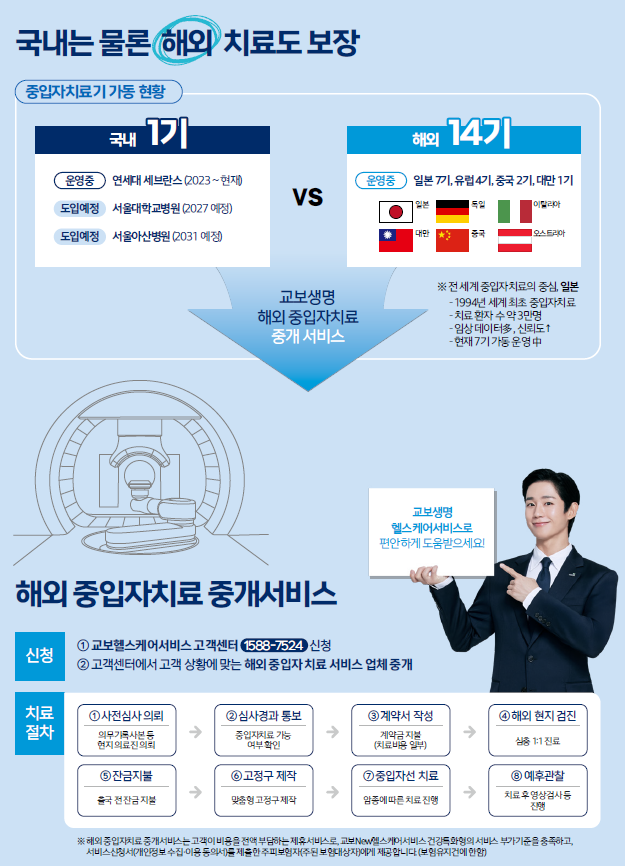 국내는 물론 해외 치료도 보장
중입자치료기 가동 현황
국내 1기
운영중 연세대 세브란스 (2023 ~ 현재)
도입예정 서울대학교병원 (2027 예정)
도입예정 서울아산병원 (2031 예정)
VS
해외 14기
운영중 일본 7기, 유럽 4기, 중국 2기, 대만 1기
일본 독일 이탈리아
대만 중국 오스트리아
교보생명
해외 중입자치료
중개 서비스
※ 전 세계 중입자치료의 중심, 일본
- 1994년 세계 최초 중입자치료
- 치료 환자 수 약 3만명
- 임상 데이터多, 신뢰도↑
- 현재 7기 가동 운영 中
교보생명
헬스케어서비스로
편안하게 도움받으세요!
해외 중입자치료 중개서비스
신청
① 교보헬스케어서비스 고객센터 1588-7524 신청
② 고객센터에서 고객 상황에 맞는 해외 중입자 치료 서비스 업체 중개
치료
절차
① 사전심사 의뢰
의무기록사본 등
현지 의료진 의뢰
② 심사경과 통보
중입자치료 가능
여부 확인
③ 계약서 작성
계약금 지불
(치료비용 일부)
④ 해외 현지 검진
심층 1:1 진료
⑤ 잔금지불
출국 전 잔금 지불
⑥ 고정구 제작
맞춤형 고정구 제작
⑦ 중입자선 치료
암종에 따른 치료 진행
⑧ 예후관찰
치료 후 영상검사 등
진행
※ 해외 중입자치료 중개서비스는 고객이 비용을 전액 부담하는 제휴서비스로, 교보New헬스케어서비스 건강특화형의 서비스 부가기준을 충족하고,
서비스신청서(개인정보 수집·이용 동의서)를 제출한 주피보험자(주된 보험대상자)에게 제공합니다. (보험유지건에 한함)